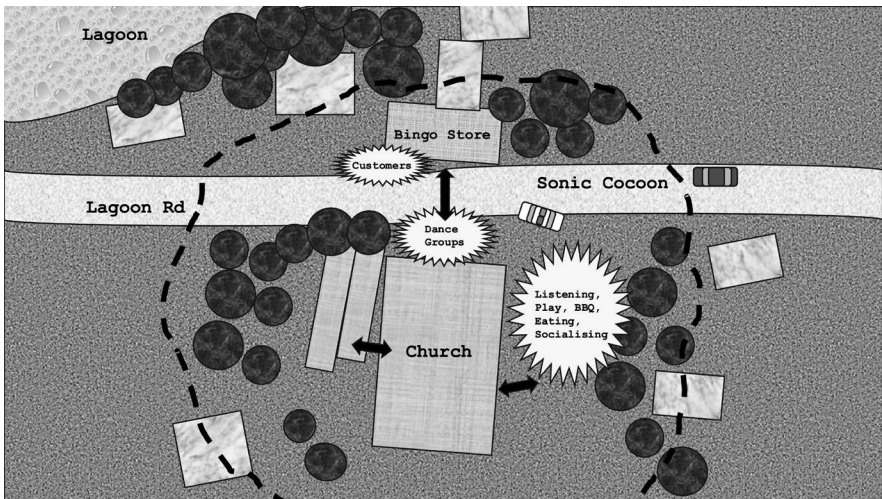 Lagoon
Bingo Store
Customers
Sonic Cocoon
Lagoon Rd
Dance
Groups
Listening,
Play, BBQ,
Eating,
Socialising
Church